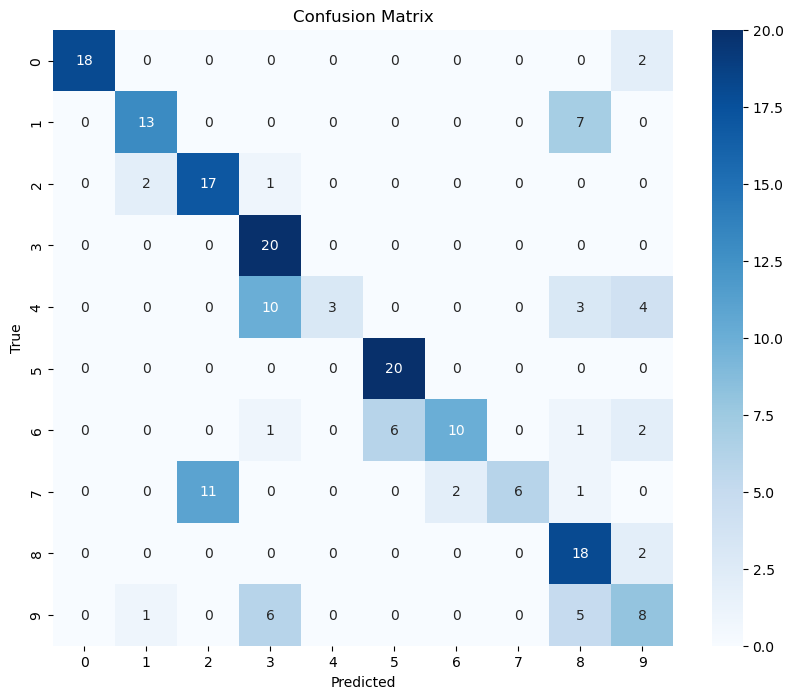 Confusion Matrix
0 18 0 0 0 0 0 0 0 0 2
1 0 13 0 0 0 0 0 0 7 0
2 0 2 17 1 0 0 0 0 0 0
3 0 0 0 20 0 0 0 0 0 0
4 0 0 0 10 3 0 0 0 3 4
5 0 0 0 0 0 20 0 0 0 0
6 0 0 0 1 0 6 10 0 1 2
7 0 0 11 0 0 0 2 6 1 0
8 0 0 0 0 0 0 0 0 18 2
9 0 1 0 6 0 0 0 0 5 8
0 1 2 3 4 5 6 7 8 9
Predicted
True
20.0
17.5
15.0
12.5
10.0
7.5
5.0
2.5
0.0